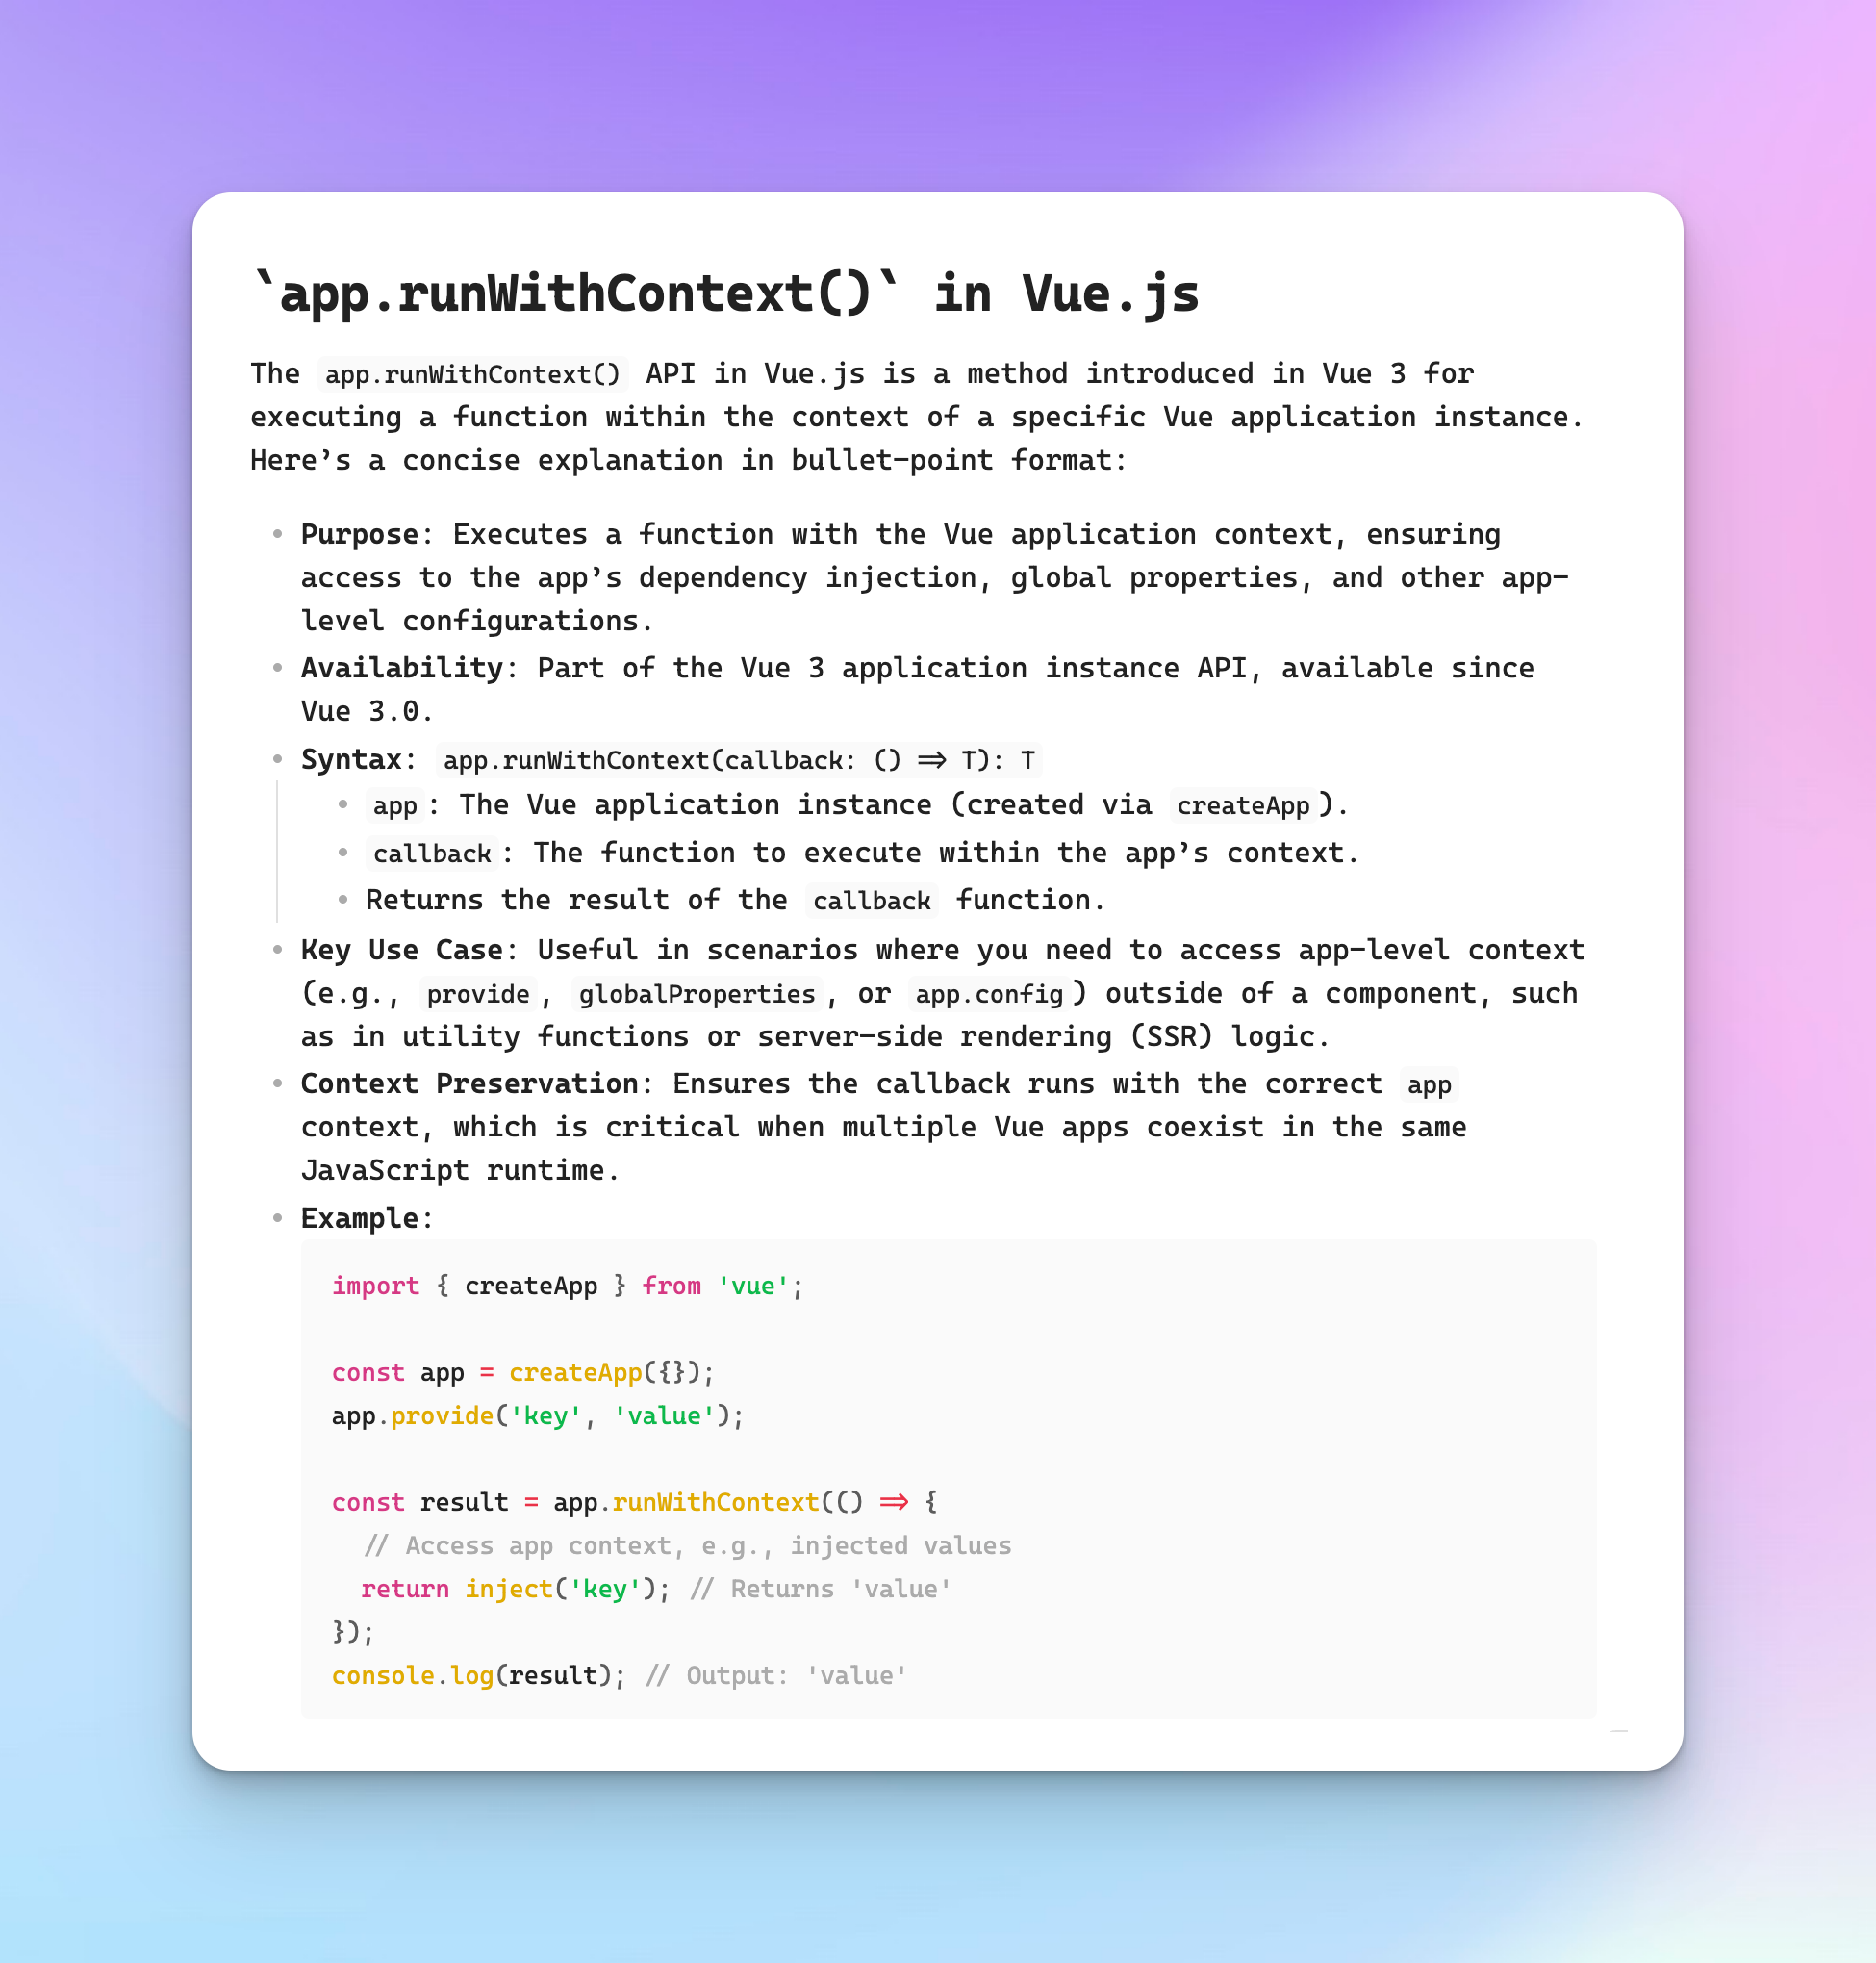 `app.runWithContext()` in Vue.js
The app.runWithContext() API in Vue.js is a method introduced in Vue 3 for
executing a function within the context of a specific Vue application instance.
Here’s a concise explanation in bullet-point format:
• Purpose: Executes a function with the Vue application context, ensuring
access to the app’s dependency injection, global properties, and other app-
level configurations.
• Availability: Part of the Vue 3 application instance API, available since
Vue 3.0.
• Syntax: app.runWithContext(callback: () => T): T
• app: The Vue application instance (created via createApp).
• callback: The function to execute within the app’s context.
• Returns the result of the callback function.
• Key Use Case: Useful in scenarios where you need to access app-level context
(e.g., provide, globalProperties, or app.config) outside of a component, such
as in utility functions or server-side rendering (SSR) logic.
• Context Preservation: Ensures the callback runs with the correct app
context, which is critical when multiple Vue apps coexist in the same
JavaScript runtime.
• Example:
import { createApp } from 'vue';
const app = createApp({});
app.provide('key', 'value');
const result = app.runWithContext(() => {
  // Access app context, e.g., injected values
  return inject('key'); // Returns 'value'
});
console.log(result); // Output: 'value'